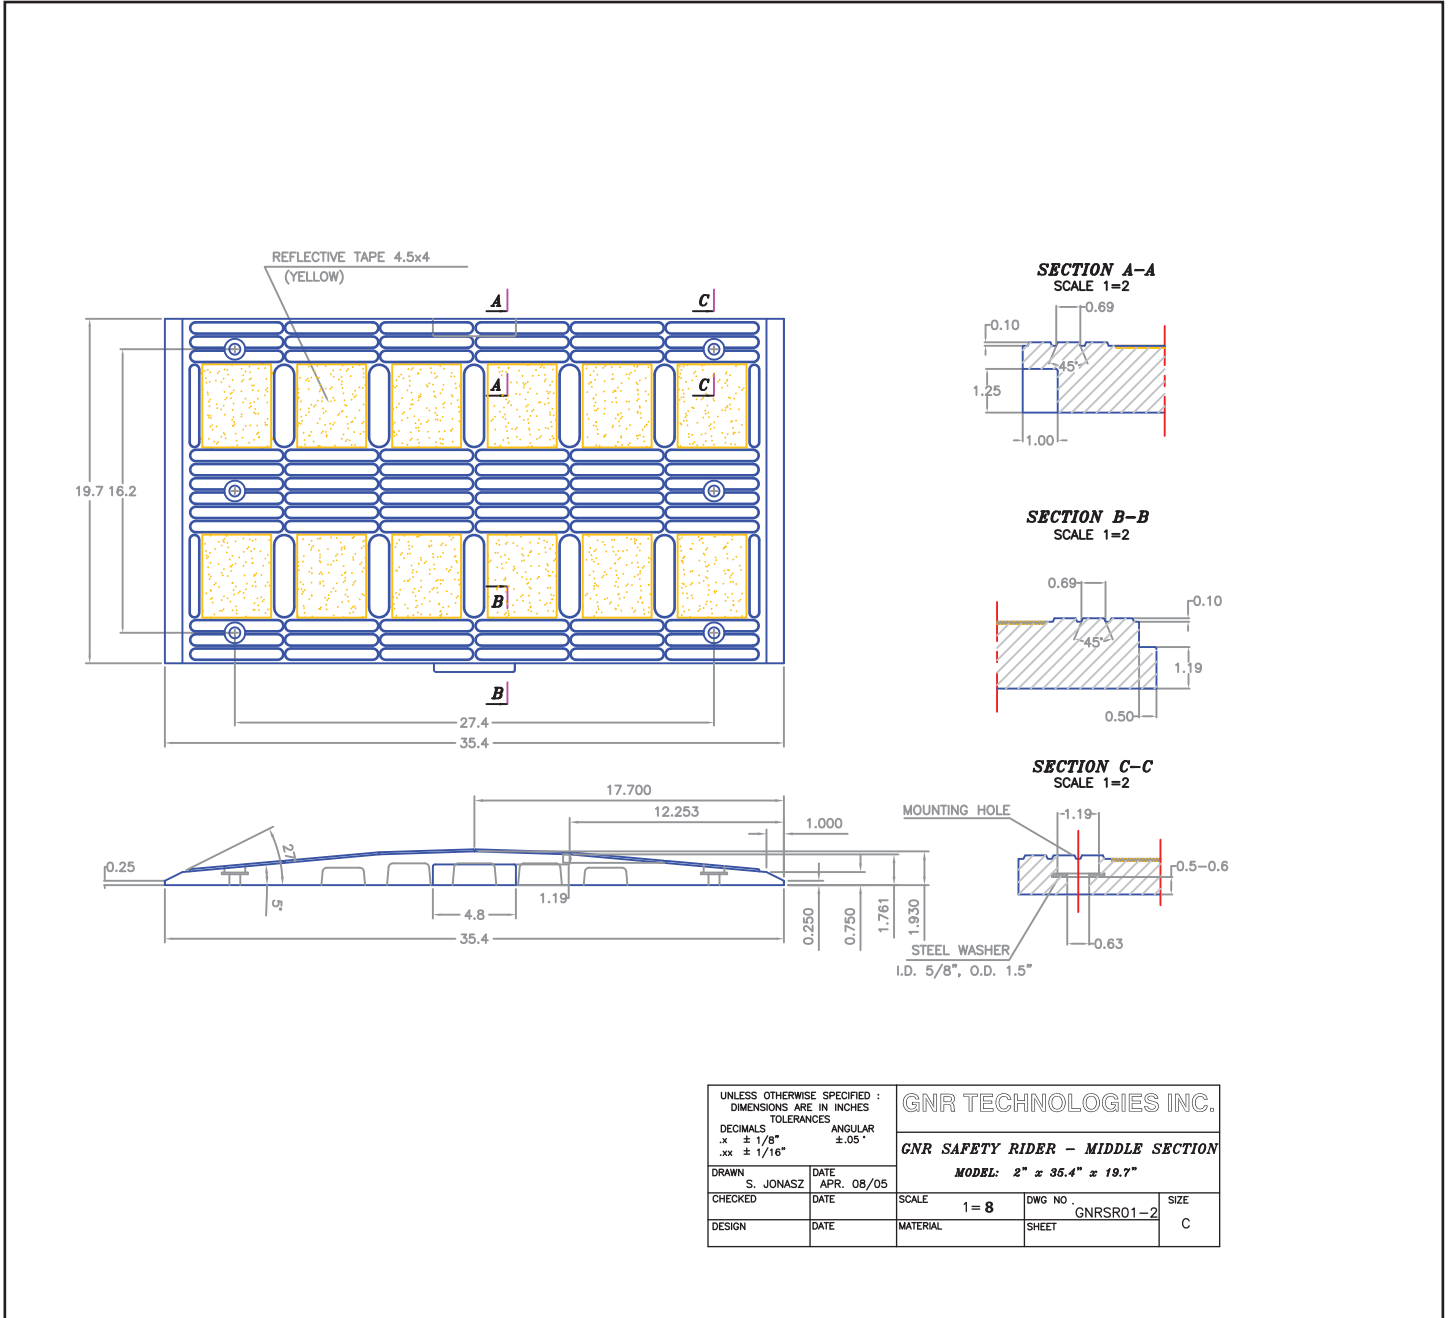 REFLECTIVE TAPE 4.5x4
(YELLOW)
A
C
A
C
19.7 16.2
B
B
27.4
35.4
SECTION A-A
SCALE 1=2
0.69
0.10
45°
1.25
1.00
SECTION B-B
SCALE 1=2
0.69
0.10
45°
1.19
0.50
SECTION C-C
SCALE 1=2
MOUNTING HOLE
1.19
0.5-0.6
0.63
STEEL WASHER
I.D. 5/8", O.D. 1.5"
17.700
12.253
1.000
27°
0.25
5°
1.19
4.8
35.4
0.250
0.750
1.761
1.930
UNLESS OTHERWISE SPECIFIED :
DIMENSIONS ARE IN INCHES
TOLERANCES
DECIMALS ANGULAR
.x ± 1/8" ±.05°
.xx ± 1/16"
GNR TECHNOLOGIES INC.
GNR SAFETY RIDER - MIDDLE SECTION
MODEL: 2" x 35.4" x 19.7"
DRAWN S. JONASZ
DATE APR. 08/05
CHECKED
DATE
SCALE 1=8
DWG NO. GNRSR01-2
SIZE C
DESIGN
DATE
MATERIAL
SHEET